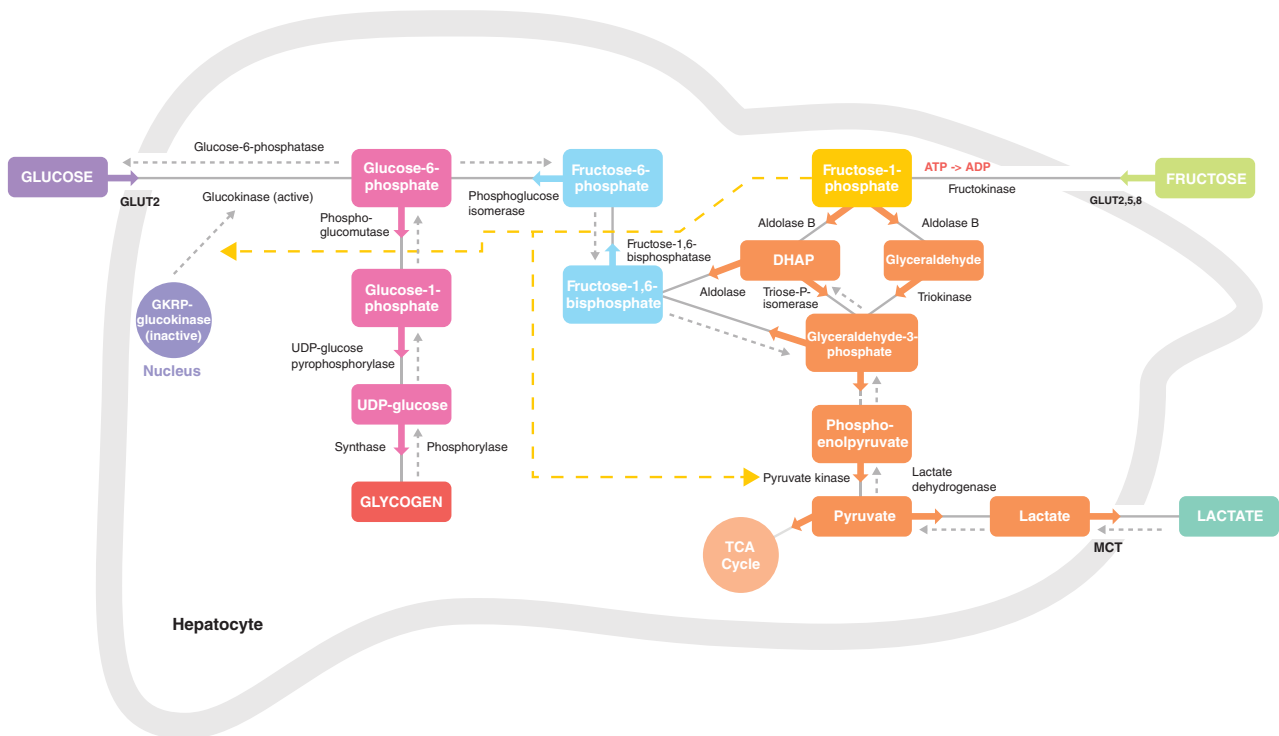 Glucose-6-phosphatase
GLUCOSE
GLUT2
Glucokinase (active)
Glucose-6-
phosphate
Phosphoglucose
isomerase
Fructose-6-
phosphate
Fructose-1-
phosphate
ATP -> ADP
Fructokinase
GLUT2,5,8
FRUCTOSE
Phospho-
glucomutase
Fructose-1,6-
bisphosphatase
Aldolase B
Aldolase B
DHAP
Glyceraldehyde
GKRP-
glucokinase
(inactive)
Nucleus
Glucose-1-
phosphate
Fructose-1,6-
bisphosphate
Aldolase
Triose-P-
isomerase
Triokinase
Glyceraldehyde-3-
phosphate
UDP-glucose
pyrophosphorylase
UDP-glucose
Phospho-
enolpyruvate
Synthase
Phosphorylase
Pyruvate kinase
Lactate
dehydrogenase
GLYCOGEN
Pyruvate
Lactate
LACTATE
MCT
TCA
Cycle
Hepatocyte